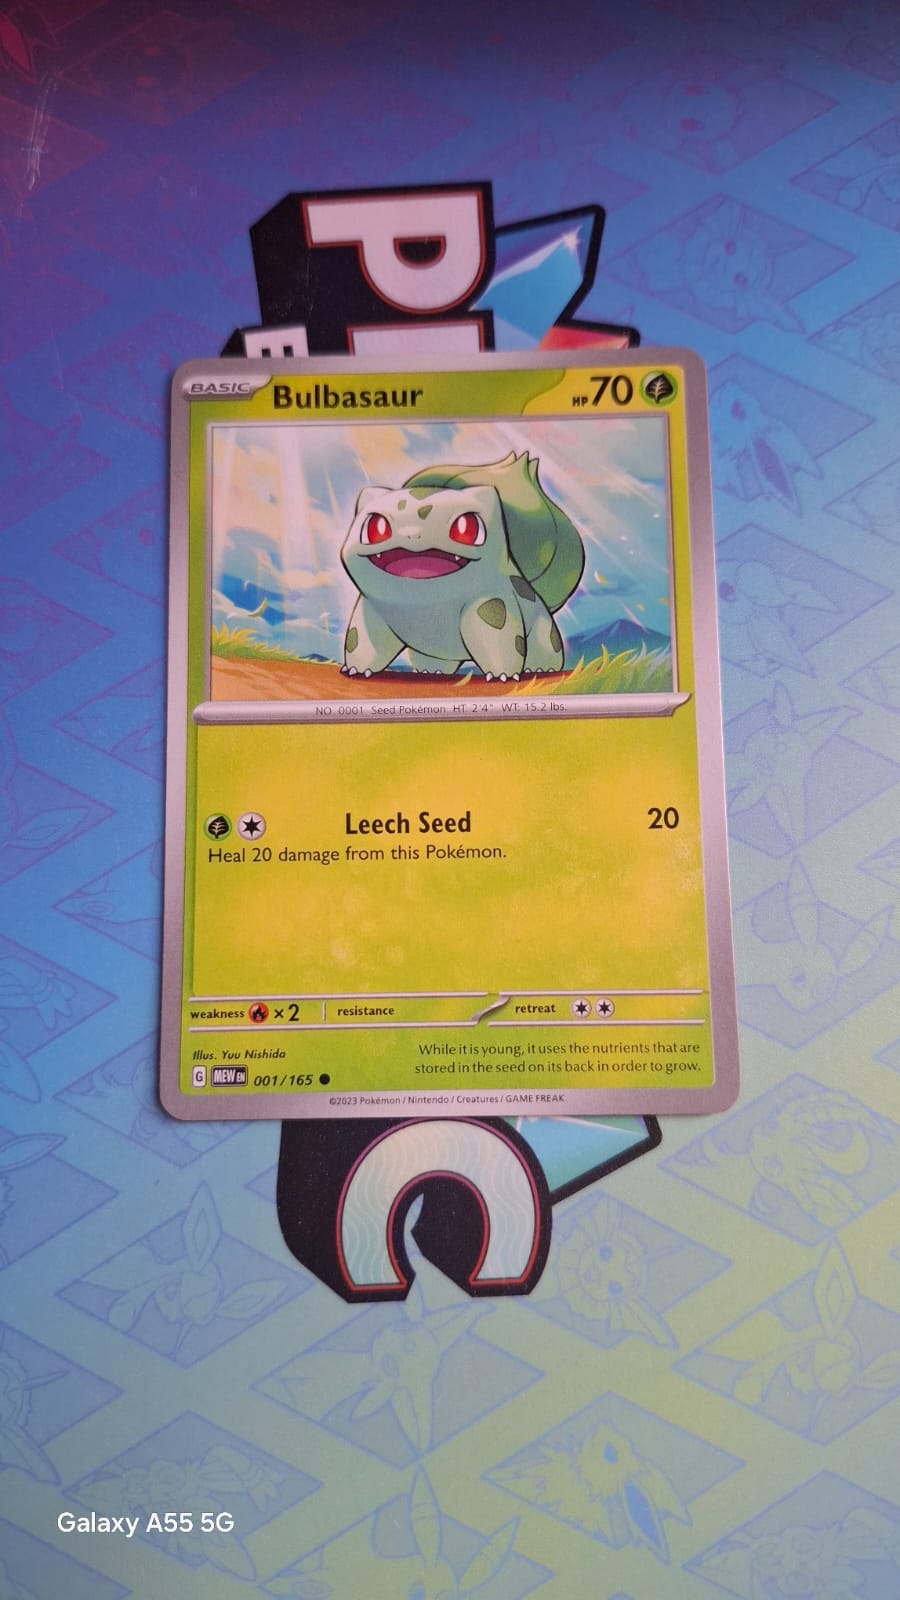 BASIC Bulbasaur HP 70
NO. 0001 Seed Pokémon HT: 2'4" WT: 15.2 lbs.
Leech Seed 20
Heal 20 damage from this Pokémon.
weakness ×2 resistance retreat
Illus. Yuu Nishida
While it is young, it uses the nutrients that are
stored in the seed on its back in order to grow.
G MEW EN 001/165
©2023 Pokémon / Nintendo / Creatures / GAME FREAK
Galaxy A55 5G